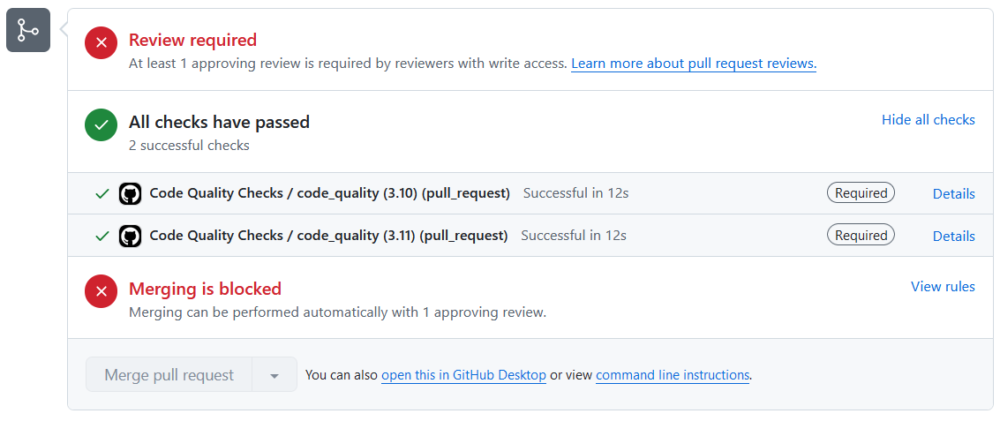 Review required
At least 1 approving review is required by reviewers with write access. Learn more about pull request reviews.
All checks have passed
Hide all checks
2 successful checks
Code Quality Checks / code_quality (3.10) (pull_request) Successful in 12s Required Details
Code Quality Checks / code_quality (3.11) (pull_request) Successful in 12s Required Details
Merging is blocked
View rules
Merging can be performed automatically with 1 approving review.
Merge pull request You can also open this in GitHub Desktop or view command line instructions.